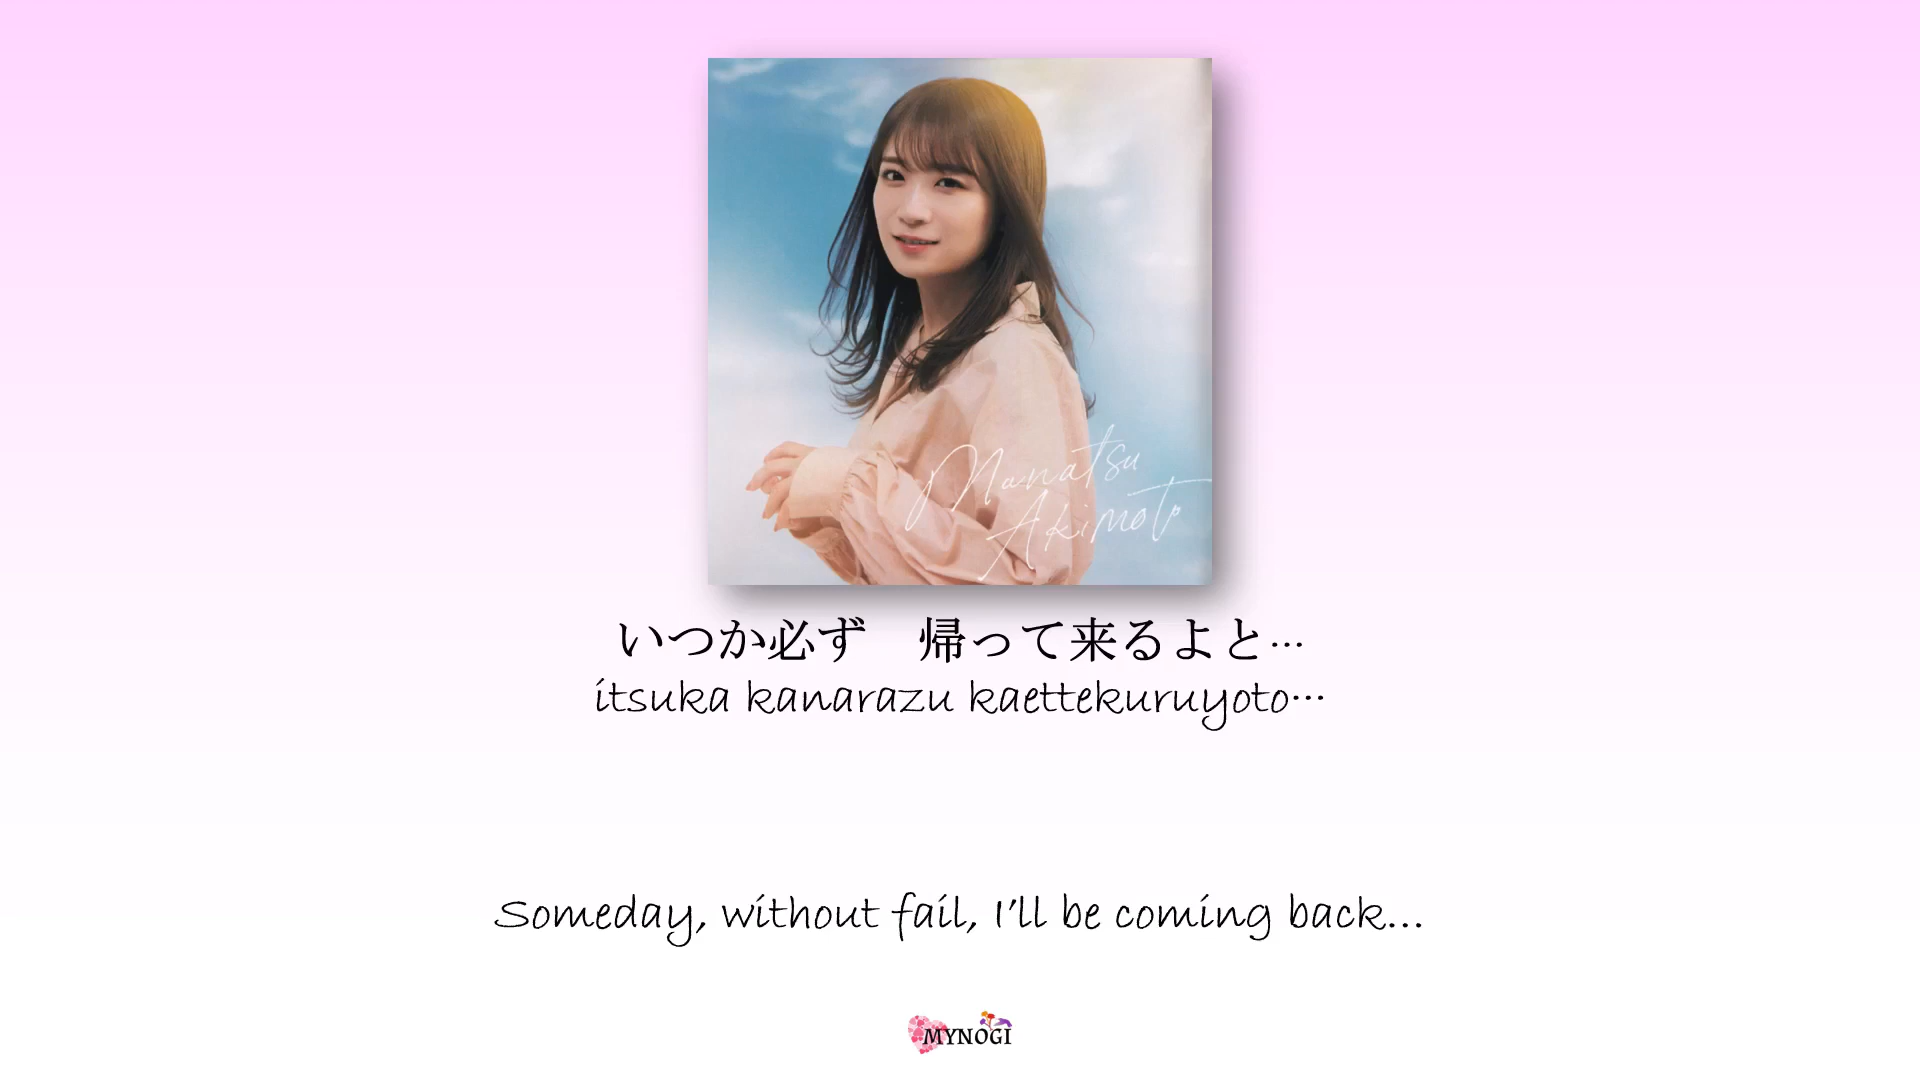 Manatsu
Akimoto
いつか必ず　帰って来るよと…
itsuka kanarazu kaettekuruyoto…
Someday, without fail, I'll be coming back...
MYNOGI